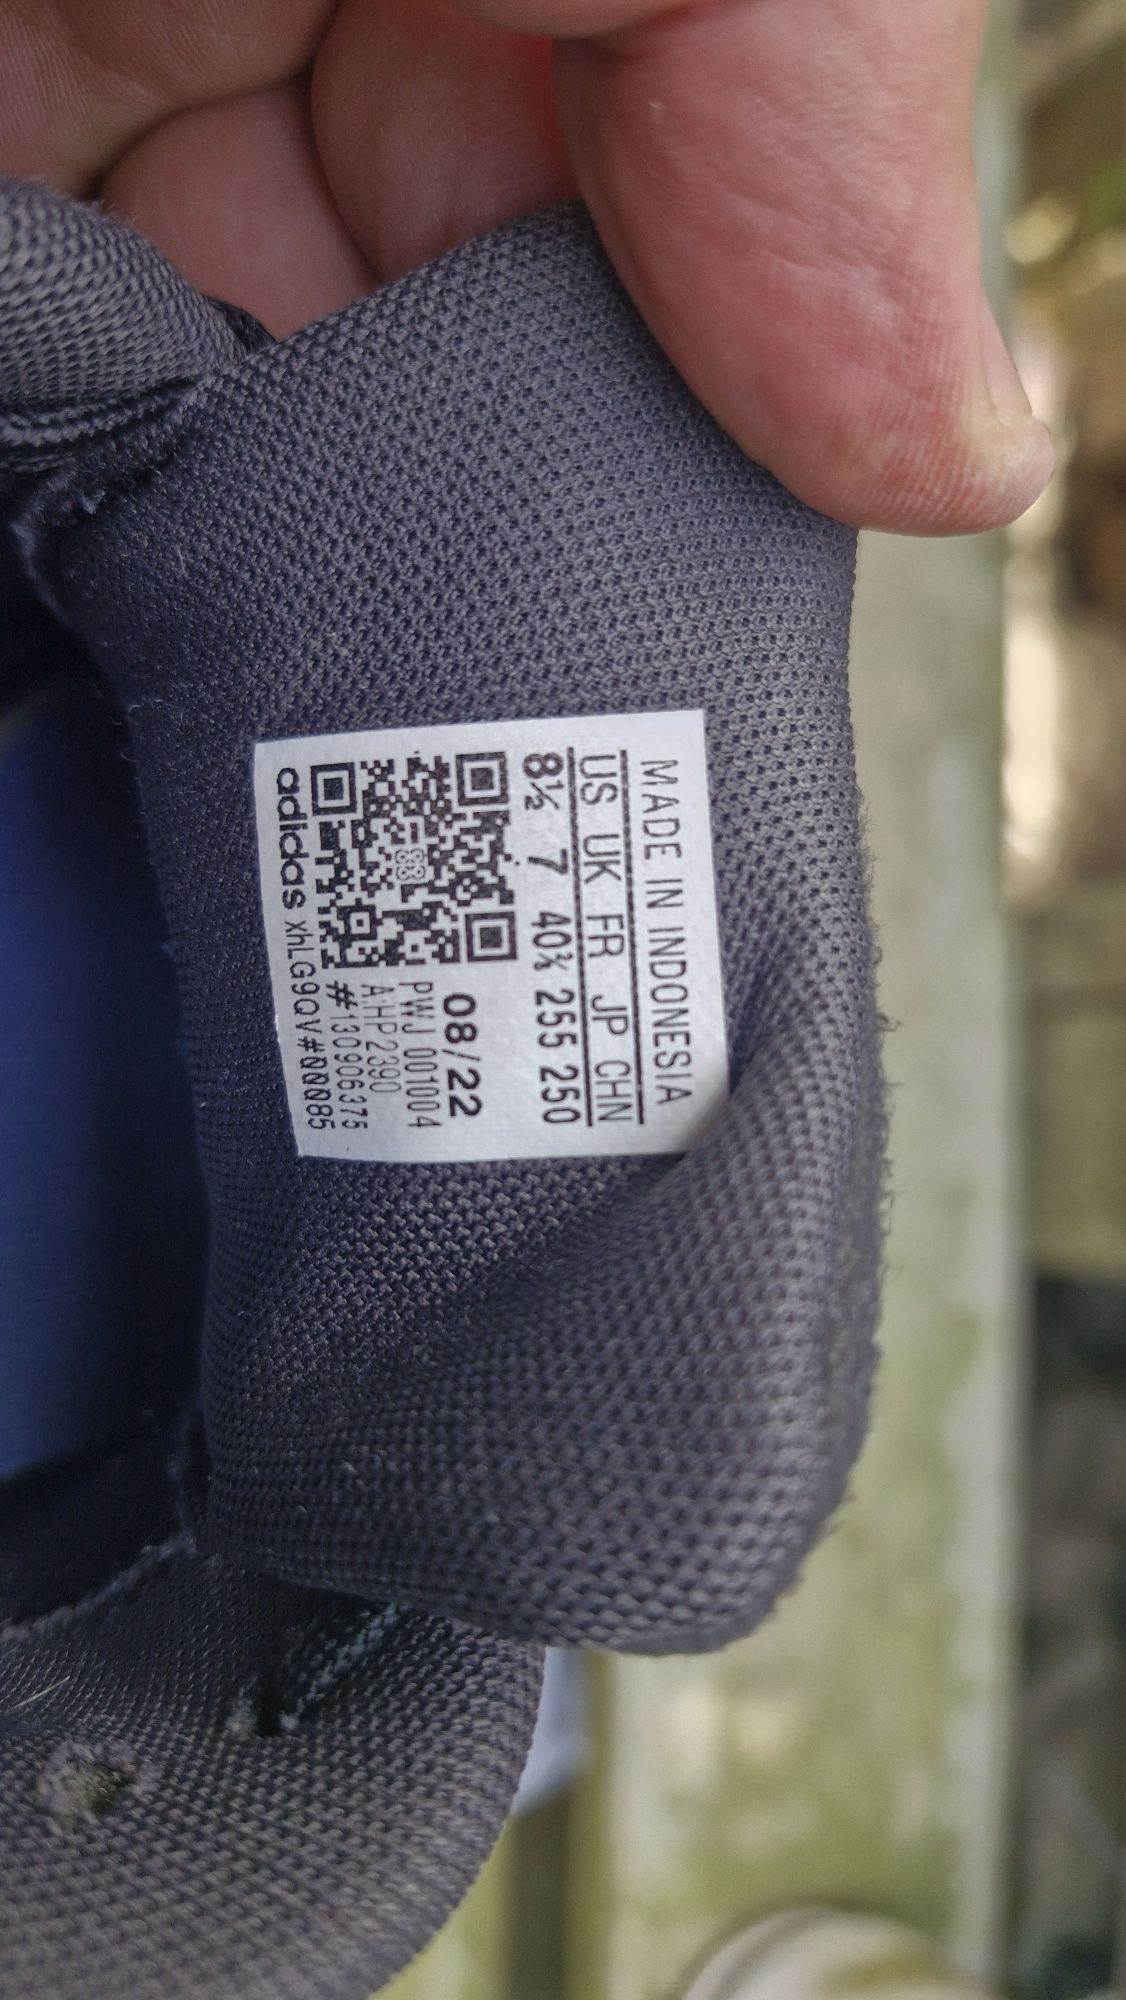 MADE IN INDONESIA
US UK FR JP CHN
8½ 7 40⅔ 255 250
08/22
PWJ 001004
A:HP2390
#130906375
adidas xhLG9QV#QQQ85